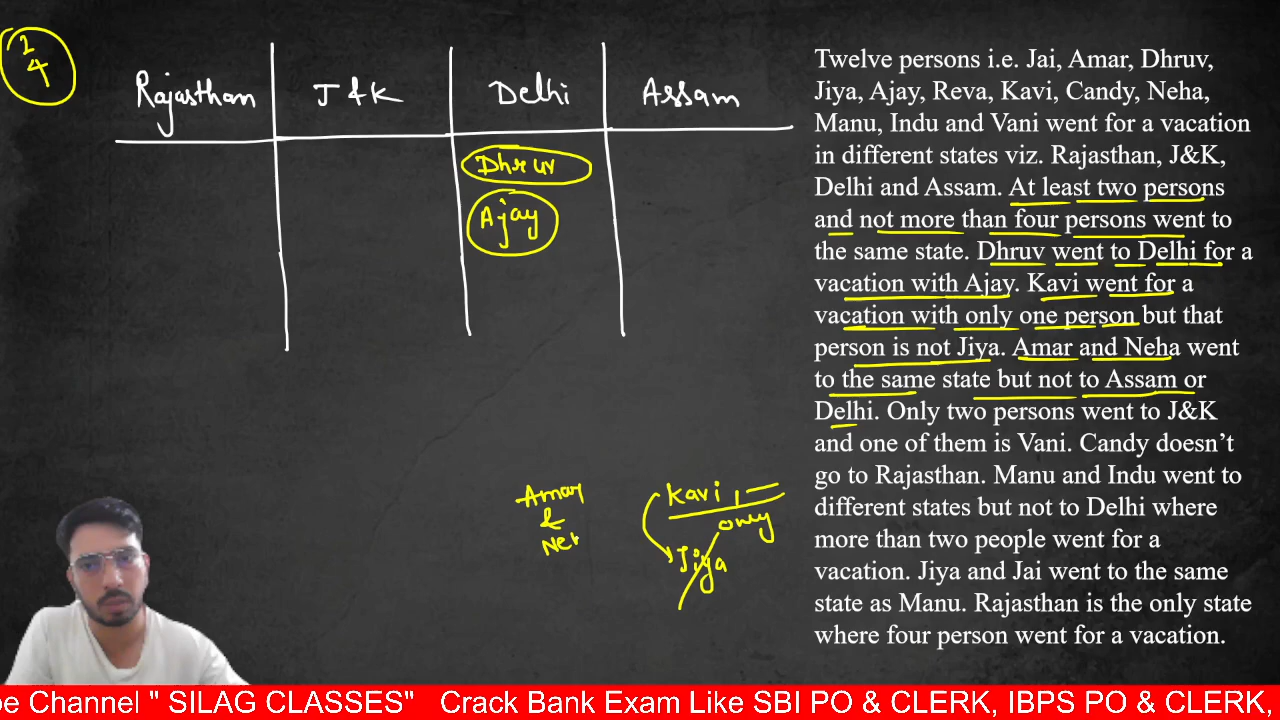 2
4
Rajasthan J &K Delhi Assam
Dhruv
Ajay
Amar
&
Neh
Kavi,
only
Jiya
Twelve persons i.e. Jai, Amar, Dhruv,
Jiya, Ajay, Reva, Kavi, Candy, Neha,
Manu, Indu and Vani went for a vacation
in different states viz. Rajasthan, J&K,
Delhi and Assam. At least two persons
and not more than four persons went to
the same state. Dhruv went to Delhi for a
vacation with Ajay. Kavi went for a
vacation with only one person but that
person is not Jiya. Amar and Neha went
to the same state but not to Assam or
Delhi. Only two persons went to J&K
and one of them is Vani. Candy doesn’t
go to Rajasthan. Manu and Indu went to
different states but not to Delhi where
more than two people went for a
vacation. Jiya and Jai went to the same
state as Manu. Rajasthan is the only state
where four person went for a vacation.
be Channel " SILAG CLASSES" Crack Bank Exam Like SBI PO & CLERK, IBPS PO & CLERK,